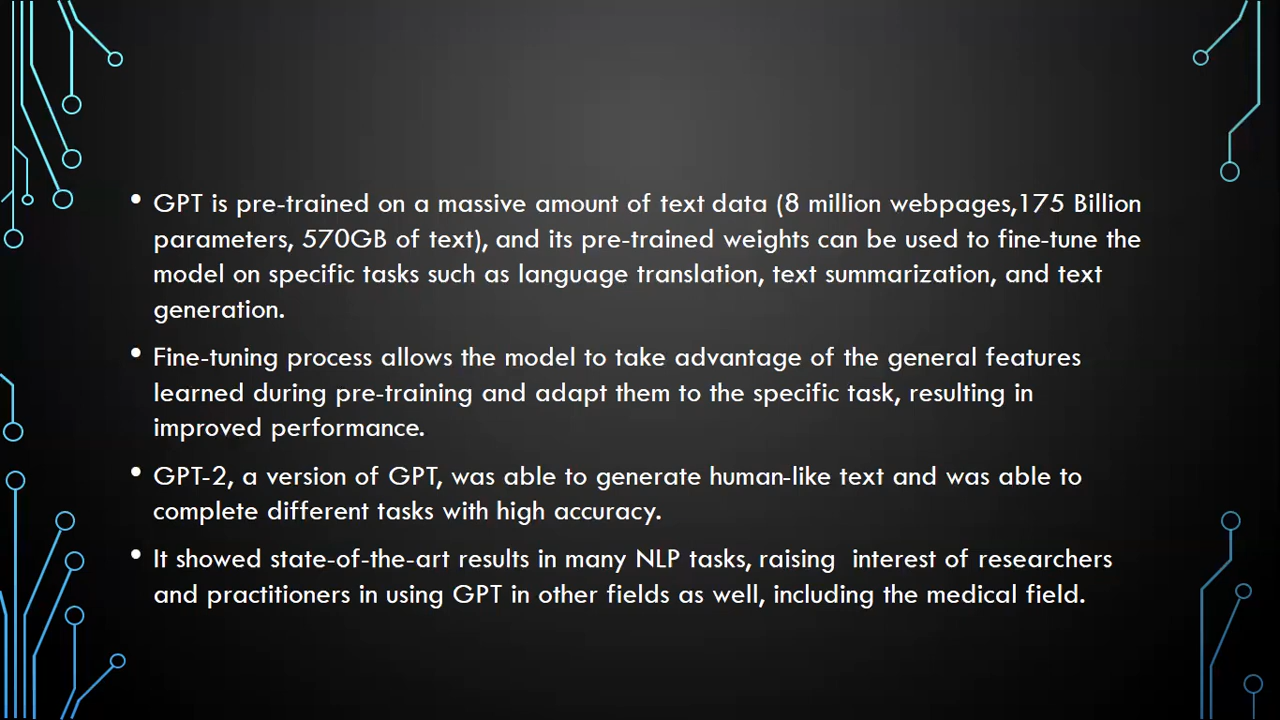 • GPT is pre-trained on a massive amount of text data (8 million webpages,175 Billion
parameters, 570GB of text), and its pre-trained weights can be used to fine-tune the
model on specific tasks such as language translation, text summarization, and text
generation.
• Fine-tuning process allows the model to take advantage of the general features
learned during pre-training and adapt them to the specific task, resulting in
improved performance.
• GPT-2, a version of GPT, was able to generate human-like text and was able to
complete different tasks with high accuracy.
• It showed state-of-the-art results in many NLP tasks, raising  interest of researchers
and practitioners in using GPT in other fields as well, including the medical field.